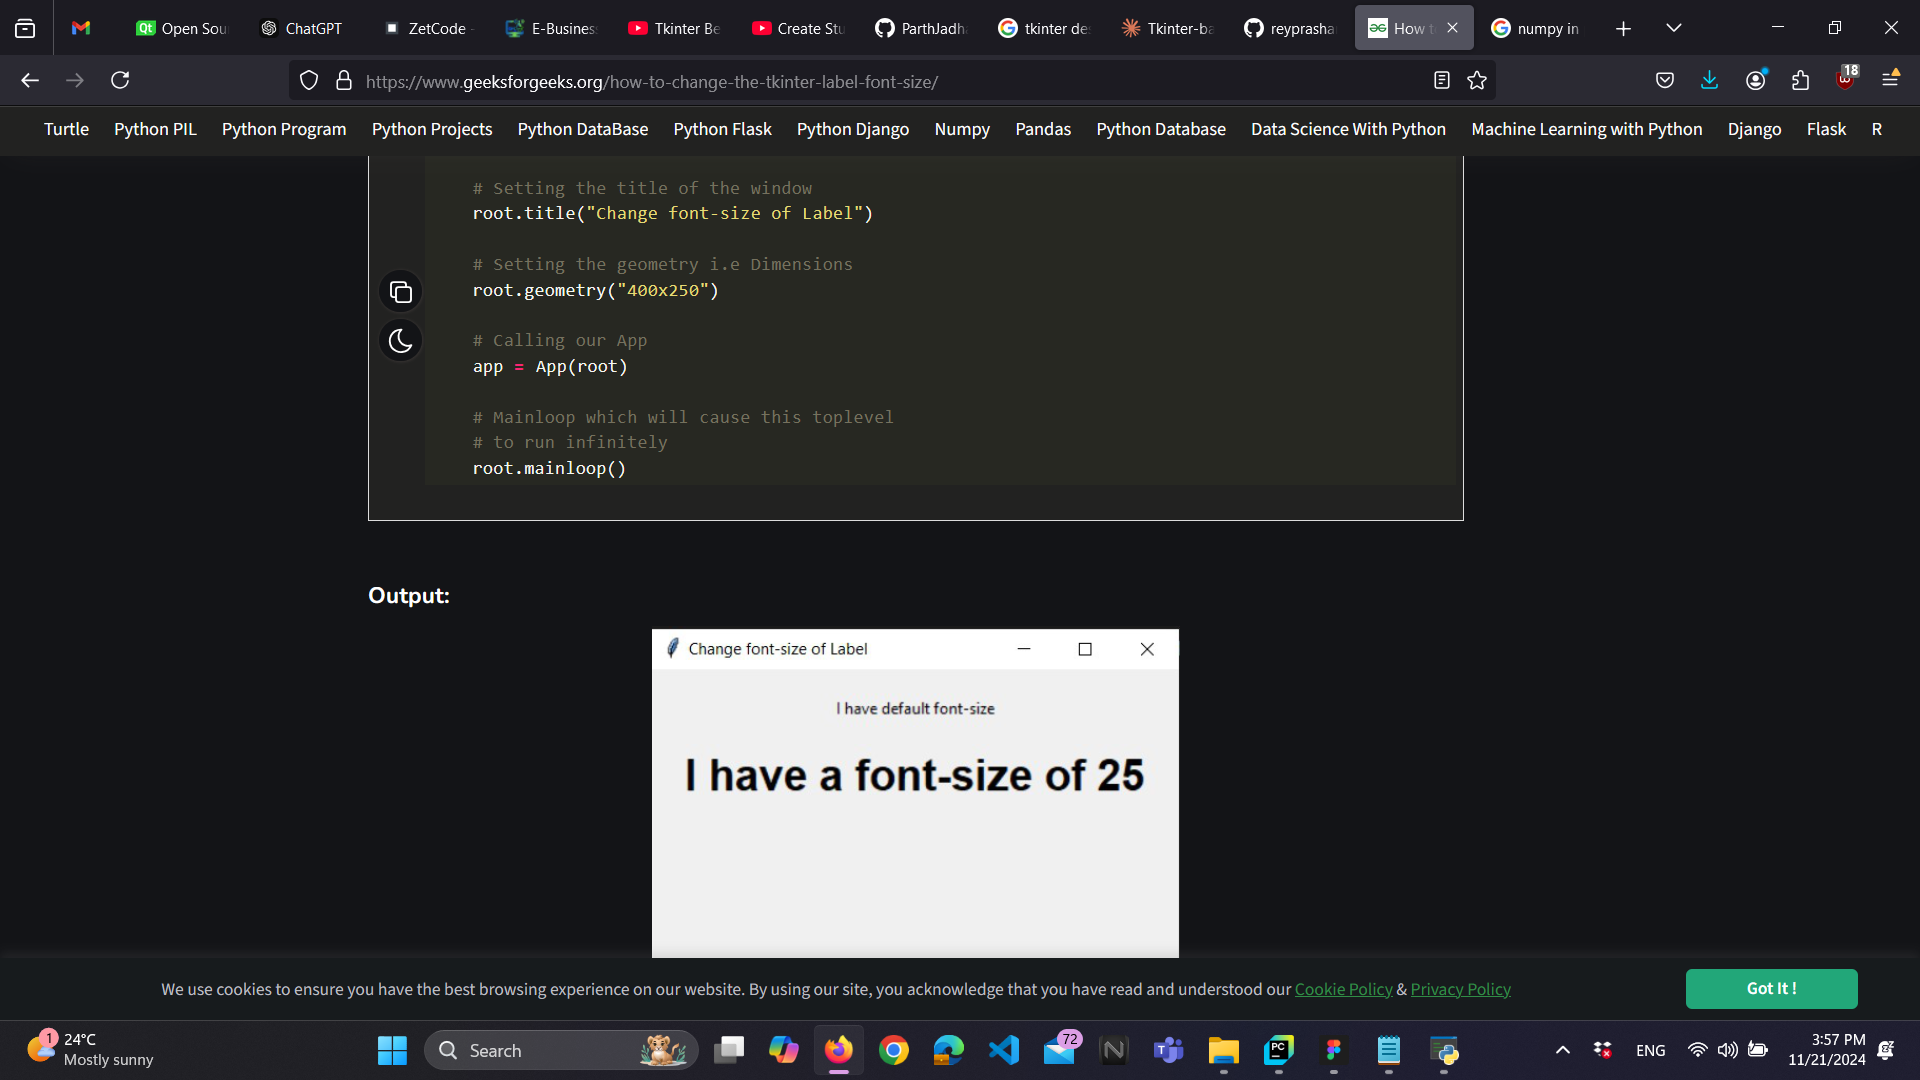 Open Sou
ChatGPT
ZetCode -
E-Business
Tkinter Be
Create Stu
ParthJadha
tkinter de
Tkinter-ba
reyprasha
How t
numpy in
https://www.geeksforgeeks.org/how-to-change-the-tkinter-label-font-size/
18
Turtle Python PIL Python Program Python Projects Python DataBase Python Flask Python Django Numpy Pandas Python Database Data Science With Python Machine Learning with Python Django Flask R
# Setting the title of the window
root.title("Change font-size of Label")
# Setting the geometry i.e Dimensions
root.geometry("400x250")
# Calling our App
app = App(root)
# Mainloop which will cause this toplevel
# to run infinitely
root.mainloop()
Output:
Change font-size of Label
I have default font-size
I have a font-size of 25
We use cookies to ensure you have the best browsing experience on our website. By using our site, you acknowledge that you have read and understood our Cookie Policy & Privacy Policy
Got It !
1
24°C
Mostly sunny
Search
72
PC
ENG
3:57 PM
11/21/2024